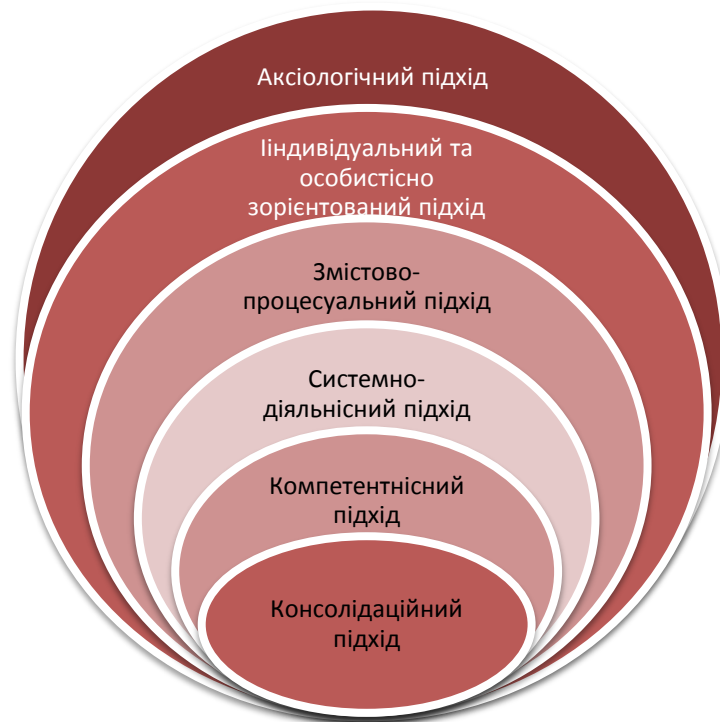 Аксіологічний підхід
Ііндивідуальний та
особистісно
зорієнтований підхід
Змістово-
процесуальний підхід
Системно-
діяльнісний підхід
Компетентнісний
підхід
Консолідаційний
підхід